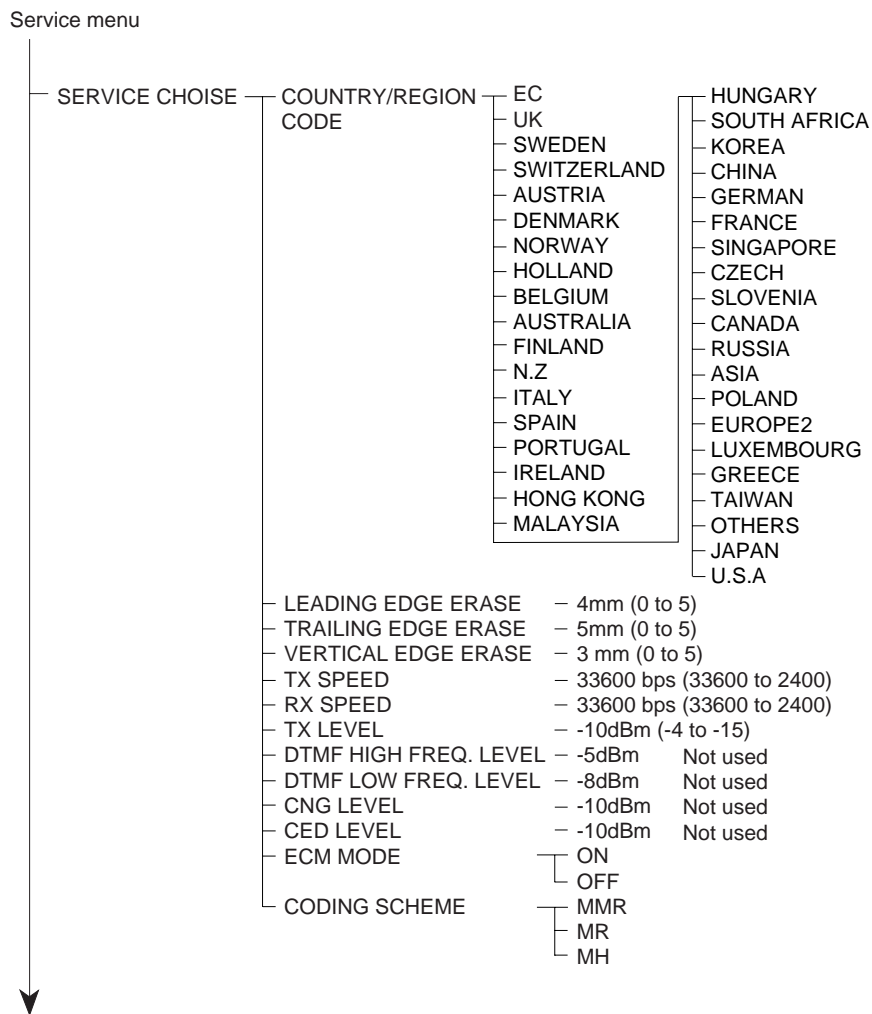 Service menu
SERVICE CHOISE
COUNTRY/REGION
CODE
EC
UK
SWEDEN
SWITZERLAND
AUSTRIA
DENMARK
NORWAY
HOLLAND
BELGIUM
AUSTRALIA
FINLAND
N.Z
ITALY
SPAIN
PORTUGAL
IRELAND
HONG KONG
MALAYSIA
HUNGARY
SOUTH AFRICA
KOREA
CHINA
GERMAN
FRANCE
SINGAPORE
CZECH
SLOVENIA
CANADA
RUSSIA
ASIA
POLAND
EUROPE2
LUXEMBOURG
GREECE
TAIWAN
OTHERS
JAPAN
U.S.A
LEADING EDGE ERASE 4mm (0 to 5)
TRAILING EDGE ERASE 5mm (0 to 5)
VERTICAL EDGE ERASE 3 mm (0 to 5)
TX SPEED 33600 bps (33600 to 2400)
RX SPEED 33600 bps (33600 to 2400)
TX LEVEL -10dBm (-4 to -15)
DTMF HIGH FREQ. LEVEL -5dBm Not used
DTMF LOW FREQ. LEVEL -8dBm Not used
CNG LEVEL -10dBm Not used
CED LEVEL -10dBm Not used
ECM MODE ON
OFF
CODING SCHEME MMR
MR
MH